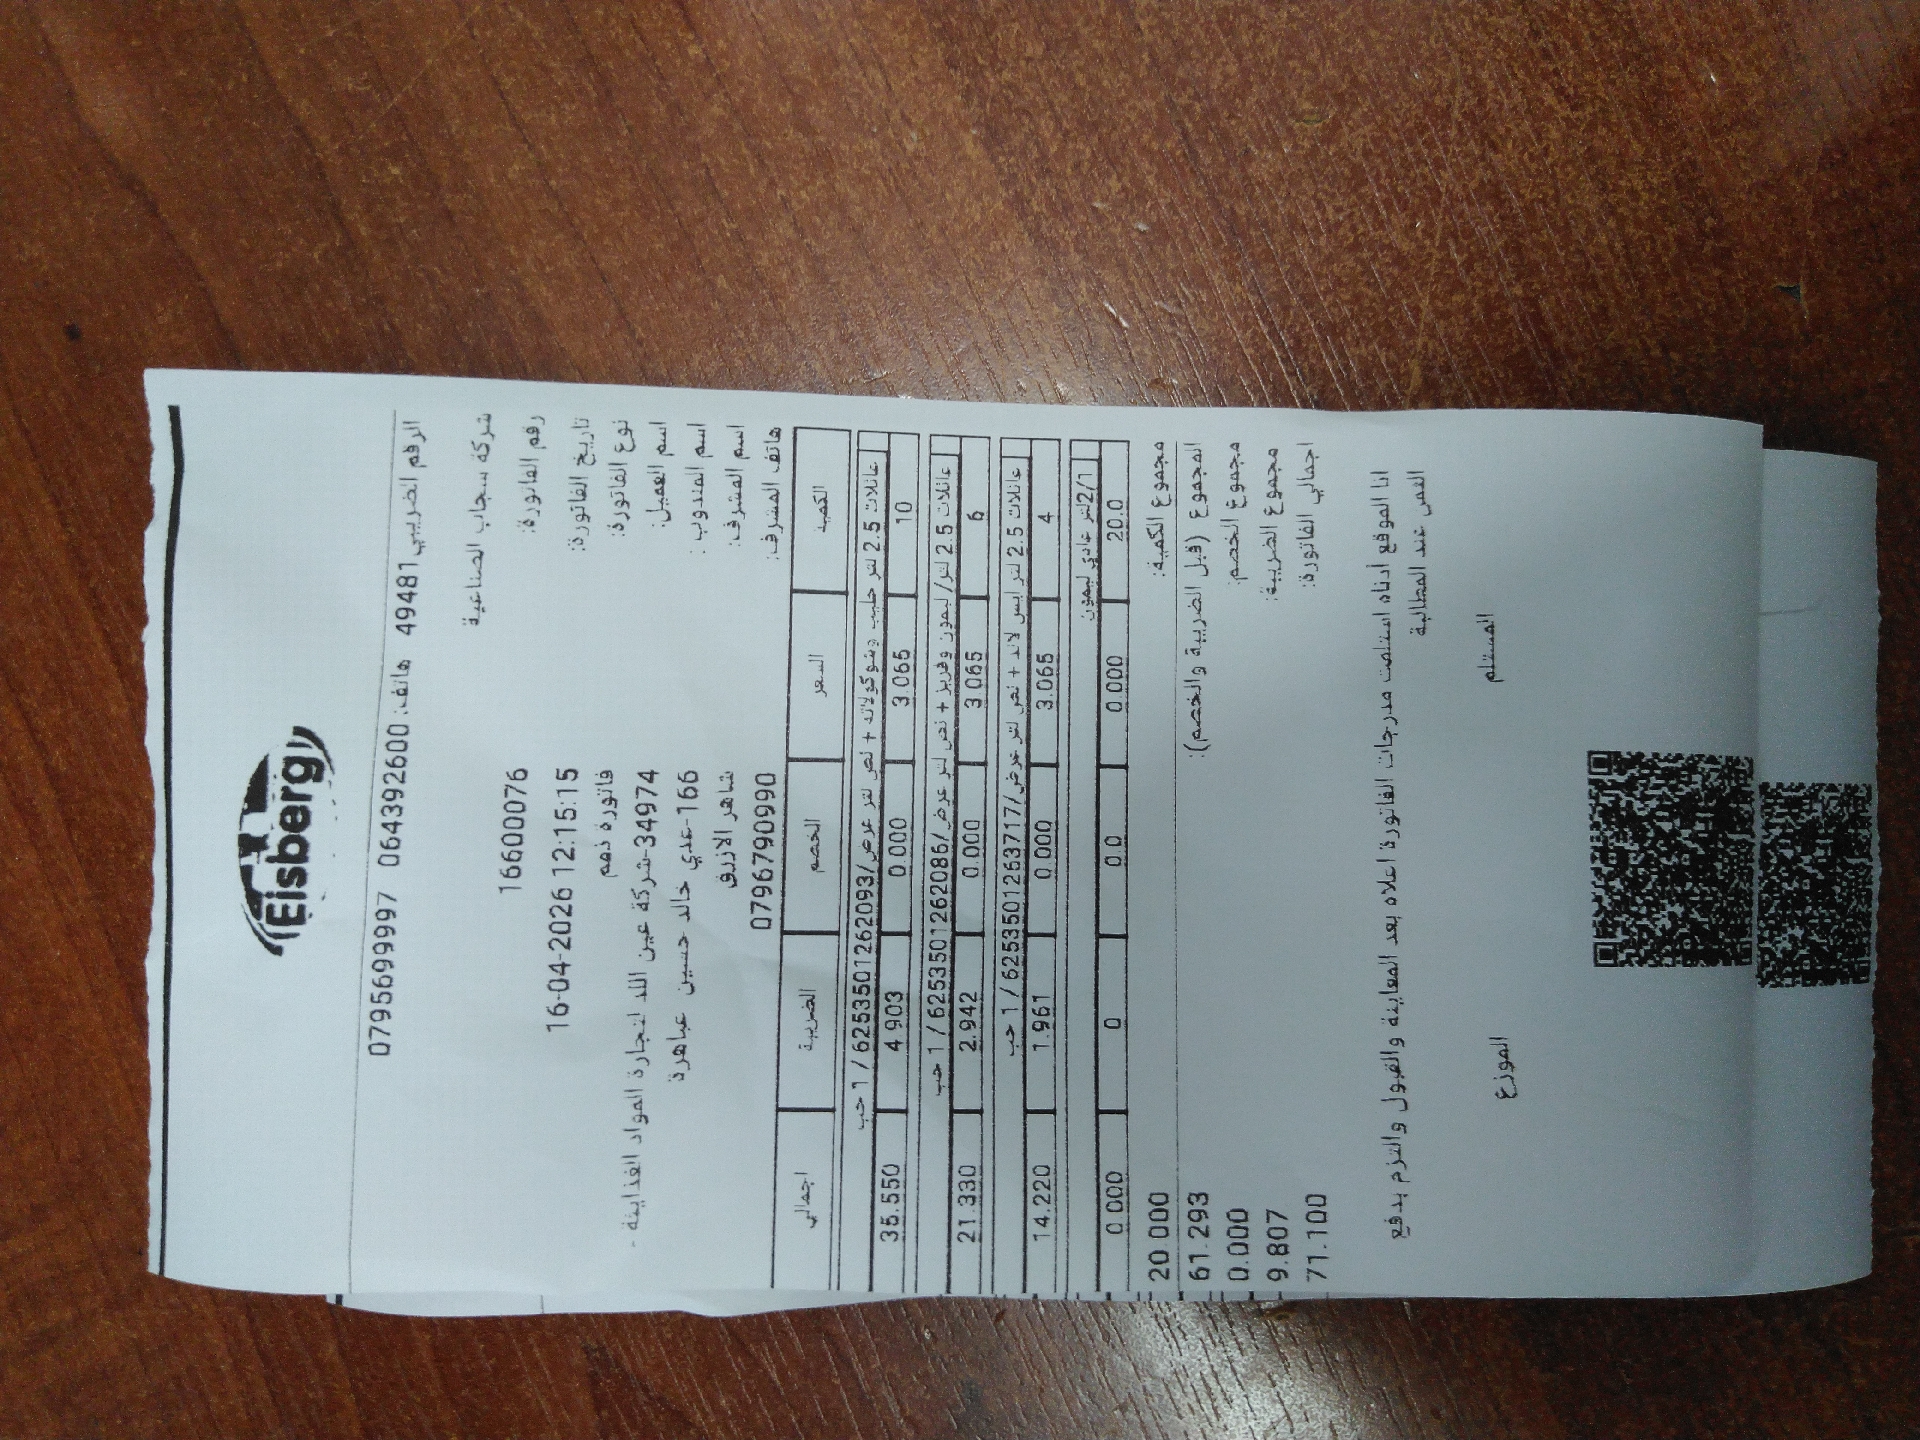 Eisberg
الرقم الضريبي 49481 هاتف: 0643926000 0795699997
شركة سجاب الصناعية
رقم الفاتورة: 16600076
تاريخ الفاتورة: 16-04-2026 12:15:15
نوع الفاتورة: فاتورة ذمم
اسم العميل: 34974-شركة عين اللد لتجارة المواد الغذائية -
اسم المندوب: 166-عدي خالد حسين عباهرة
اسم المشرف: شاهر الازرق
هاتف المشرف: 0796790990
الكمية السعر الخصم الضريبة اجمالي
عائلات 2.5 لتر حليب وشوكولاته + نص لتر عرض/6253501262093 / 1 حب
10 3.065 0.000 4.903 35.550
عائلات 2.5 لتر/ ليمون وفريز + نص لتر عرض/6253501262086 / 1 حب
6 3.065 0.000 2.942 21.330
عائلات 2.5 لتر ايس لاند + نص لتر عرض/6253501263717 / 1 حب
4 3.065 0.000 1.961 14.220
2/1لتر عادي ليمون
20.0 0.000 0.0 0 0.000
مجموع الكمية: 20.000
المجموع (قبل الضريبة والخصم): 61.293
مجموع الخصم: 0.000
مجموع الضريبة: 9.807
اجمالي الفاتورة: 71.100
انا الموقع أدناه استلمت مدرجات الفاتورة اعلاه بعد المعاينة والقبول والتزم بدفع
الثمن عند المطالبة
المستلم الموزع